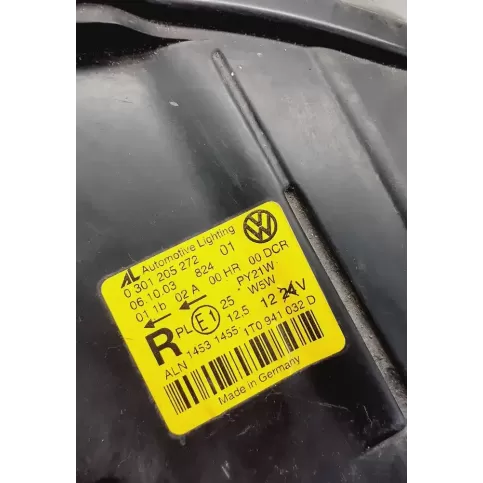 AL Automotive Lighting
0 301 205 272 01
06.10.03 824
01 1b 02 A 00 HR 00 DCR
R PL E1 25 PY21W
12.5 W5W 12 V
ALN 1453 1455 1T0 941 032 D
Made in Germany
VW